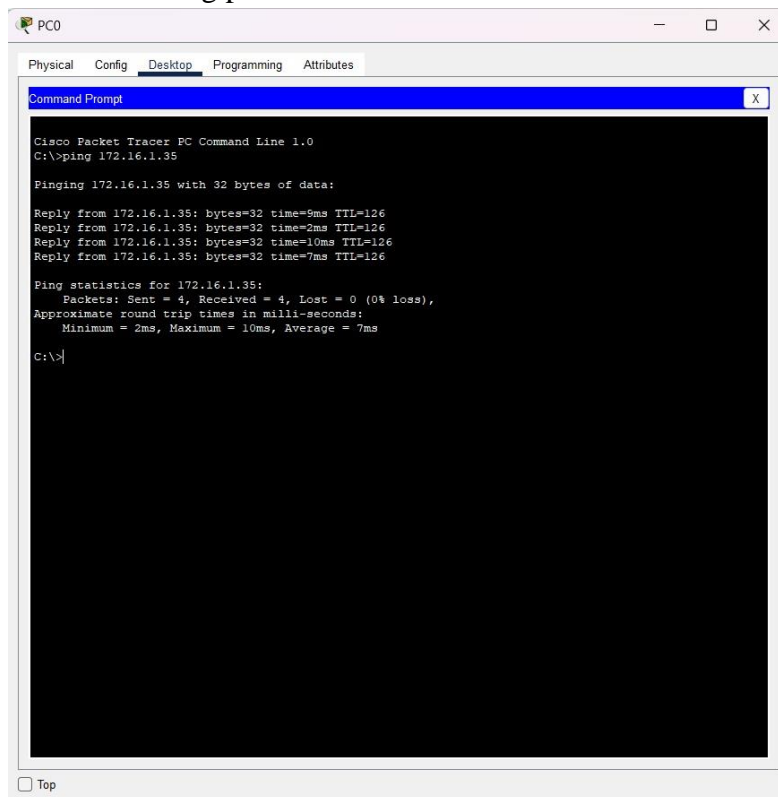 PC0
Physical Config Desktop Programming Attributes
Command Prompt X
Cisco Packet Tracer PC Command Line 1.0
C:\>ping 172.16.1.35
Pinging 172.16.1.35 with 32 bytes of data:
Reply from 172.16.1.35: bytes=32 time=9ms TTL=126
Reply from 172.16.1.35: bytes=32 time=2ms TTL=126
Reply from 172.16.1.35: bytes=32 time=10ms TTL=126
Reply from 172.16.1.35: bytes=32 time=7ms TTL=126
Ping statistics for 172.16.1.35:
Packets: Sent = 4, Received = 4, Lost = 0 (0% loss),
Approximate round trip times in milli-seconds:
Minimum = 2ms, Maximum = 10ms, Average = 7ms
C:\>
Top